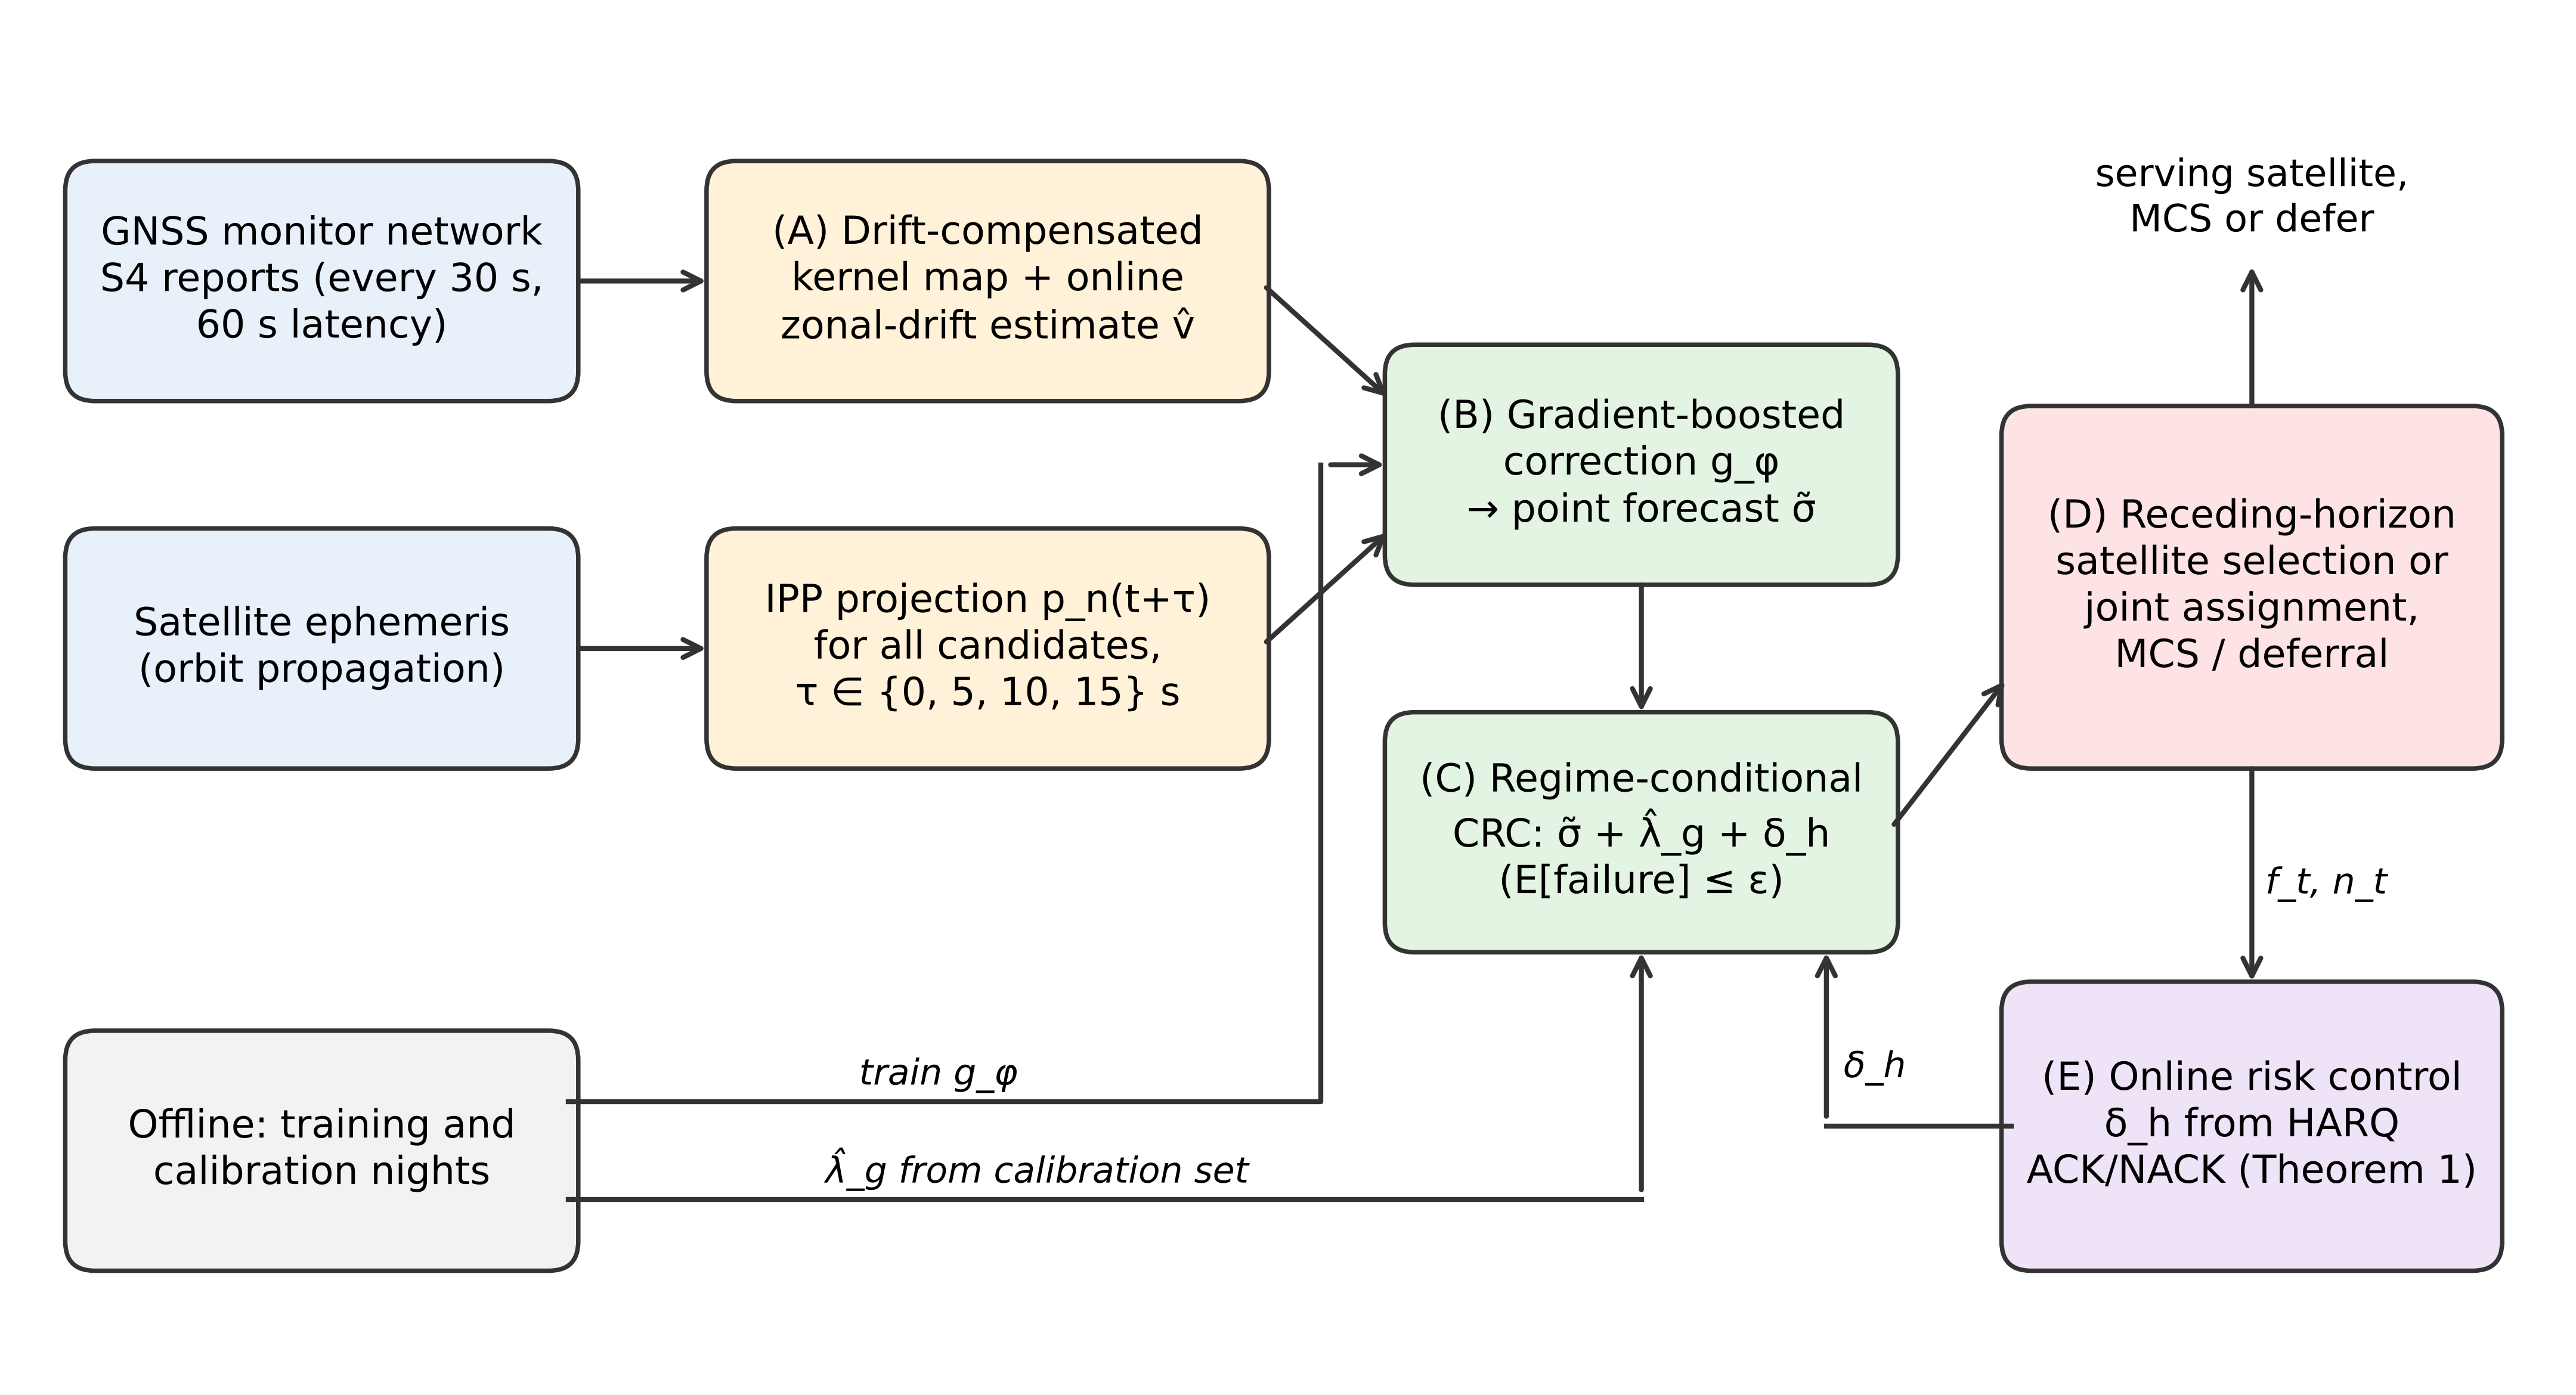 GNSS monitor network
S4 reports (every 30 s,
60 s latency)
(A) Drift-compensated
kernel map + online
zonal-drift estimate v̂
serving satellite,
MCS or defer
(B) Gradient-boosted
correction g_φ
→ point forecast σ̃
Satellite ephemeris
(orbit propagation)
IPP projection p_n(t+τ)
for all candidates,
τ ∈ {0, 5, 10, 15} s
(D) Receding-horizon
satellite selection or
joint assignment,
MCS / deferral
(C) Regime-conditional
CRC: σ̃ + λ̂_g + δ_h
(E[failure] ≤ ε)
f_t, n_t
Offline: training and
calibration nights
train g_φ
λ̂_g from calibration set
δ_h
(E) Online risk control
δ_h from HARQ
ACK/NACK (Theorem 1)